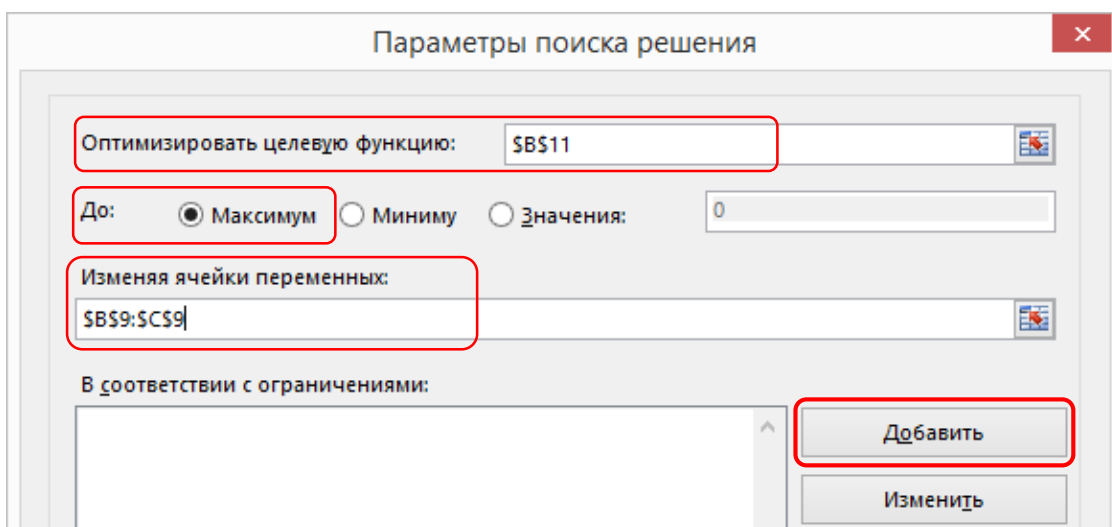 Параметры поиска решения
Оптимизировать целевую функцию: $B$11
До: Максимум Миниму Значения: 0
Изменяя ячейки переменных:
$B$9:$C$9
В соответствии с ограничениями:
Добавить
Изменить